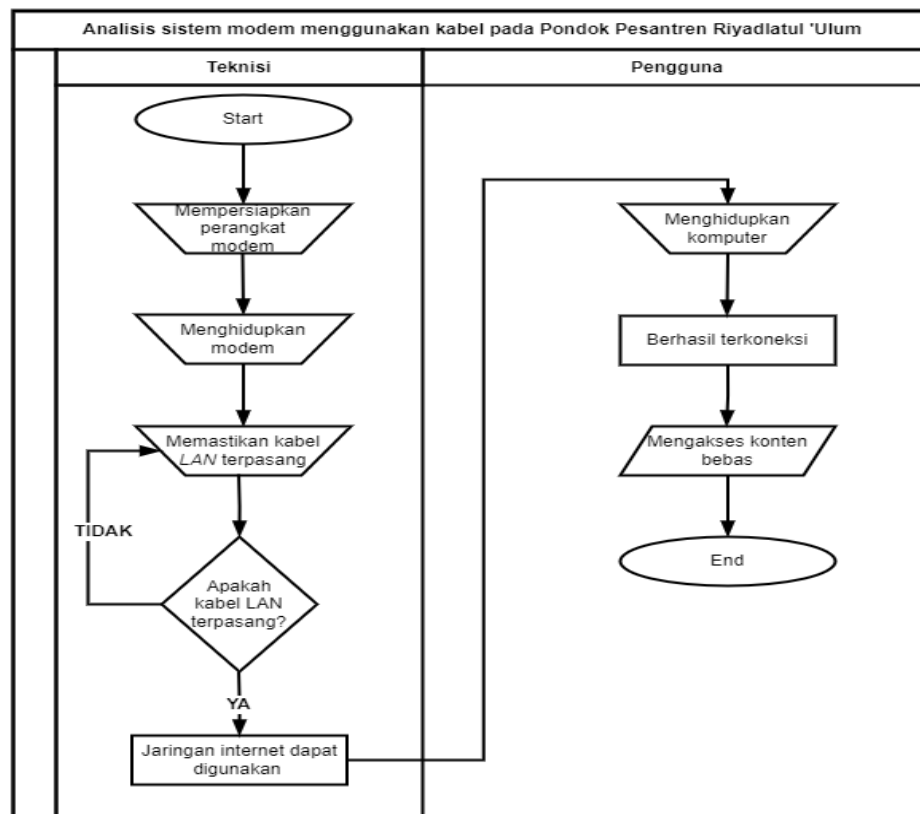 Analisis sistem modem menggunakan kabel pada Pondok Pesantren Riyadlatul 'Ulum
Teknisi
Pengguna
Start
Mempersiapkan
perangkat
modem
Menghidupkan
modem
Memastikan kabel
LAN terpasang
TIDAK
Apakah
kabel LAN
terpasang?
YA
Jaringan internet dapat
digunakan
Menghidupkan
komputer
Berhasil terkoneksi
Mengakses konten
bebas
End